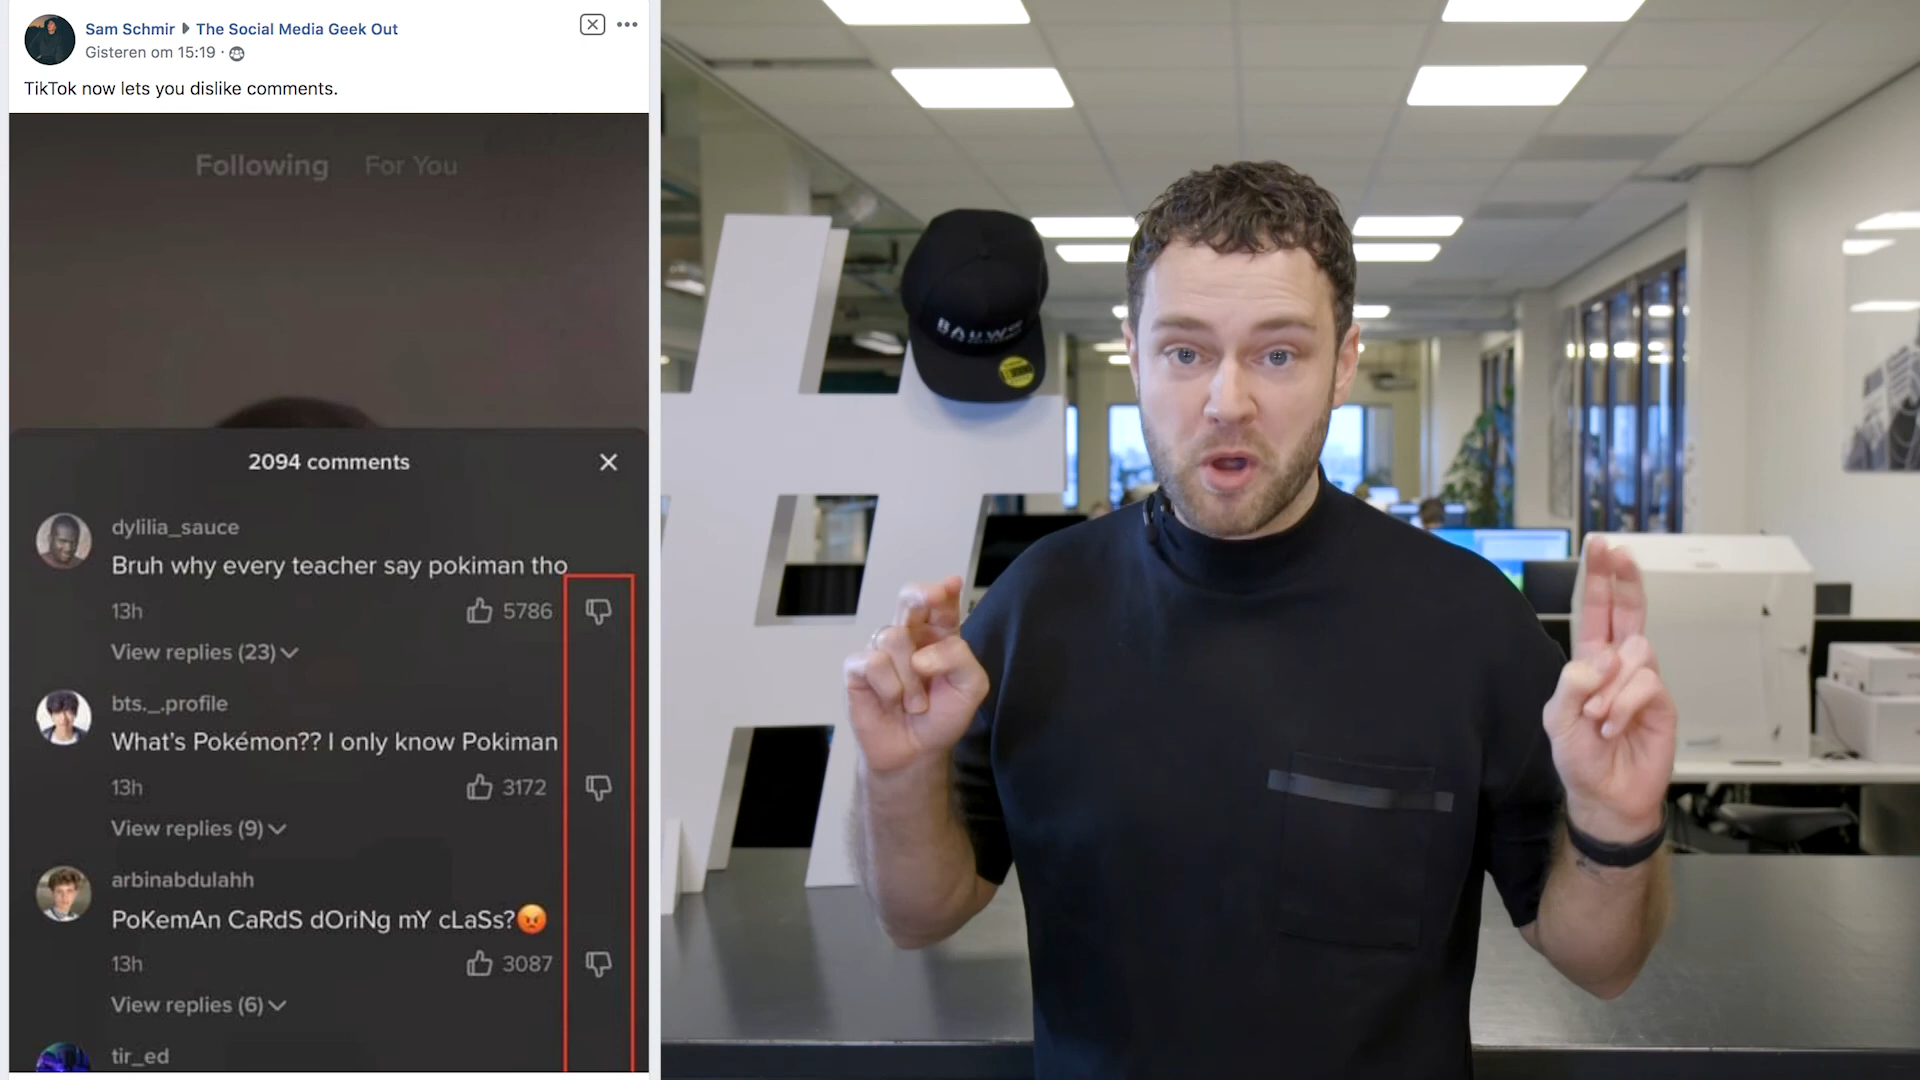 Sam Schmir ▸ The Social Media Geek Out
Gisteren om 15:19 ·
TikTok now lets you dislike comments.
Following For You
2094 comments
dylilia_sauce
Bruh why every teacher say pokiman tho
13h 5786
View replies (23)
bts._.profile
What's Pokémon?? I only know Pokiman
13h 3172
View replies (9)
arbinabdulahh
PoKemAn CaRdS dOriNg mY cLaSs?😡
13h 3087
View replies (6)
tir_ed